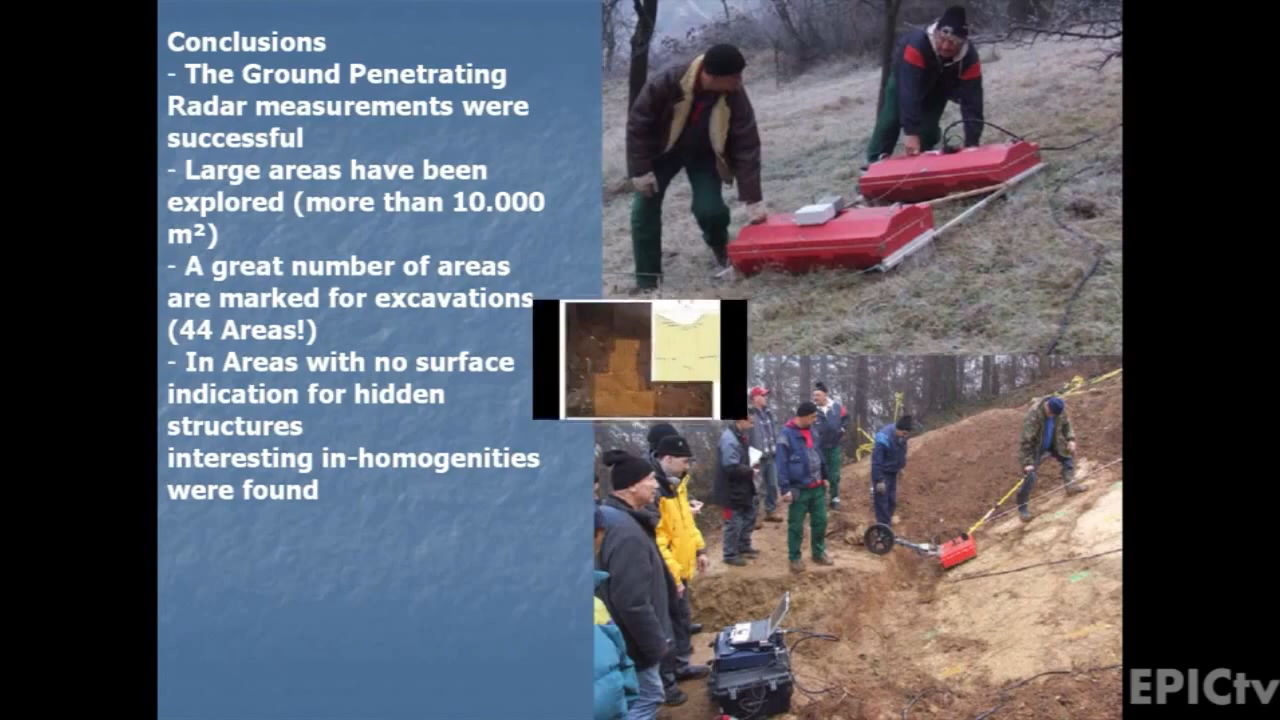 Conclusions
- The Ground Penetrating
Radar measurements were
successful
- Large areas have been
explored (more than 10.000
m²)
- A great number of areas
are marked for excavations
(44 Areas!)
- In Areas with no surface
indication for hidden
structures
interesting in-homogenities
were found
EPICtv